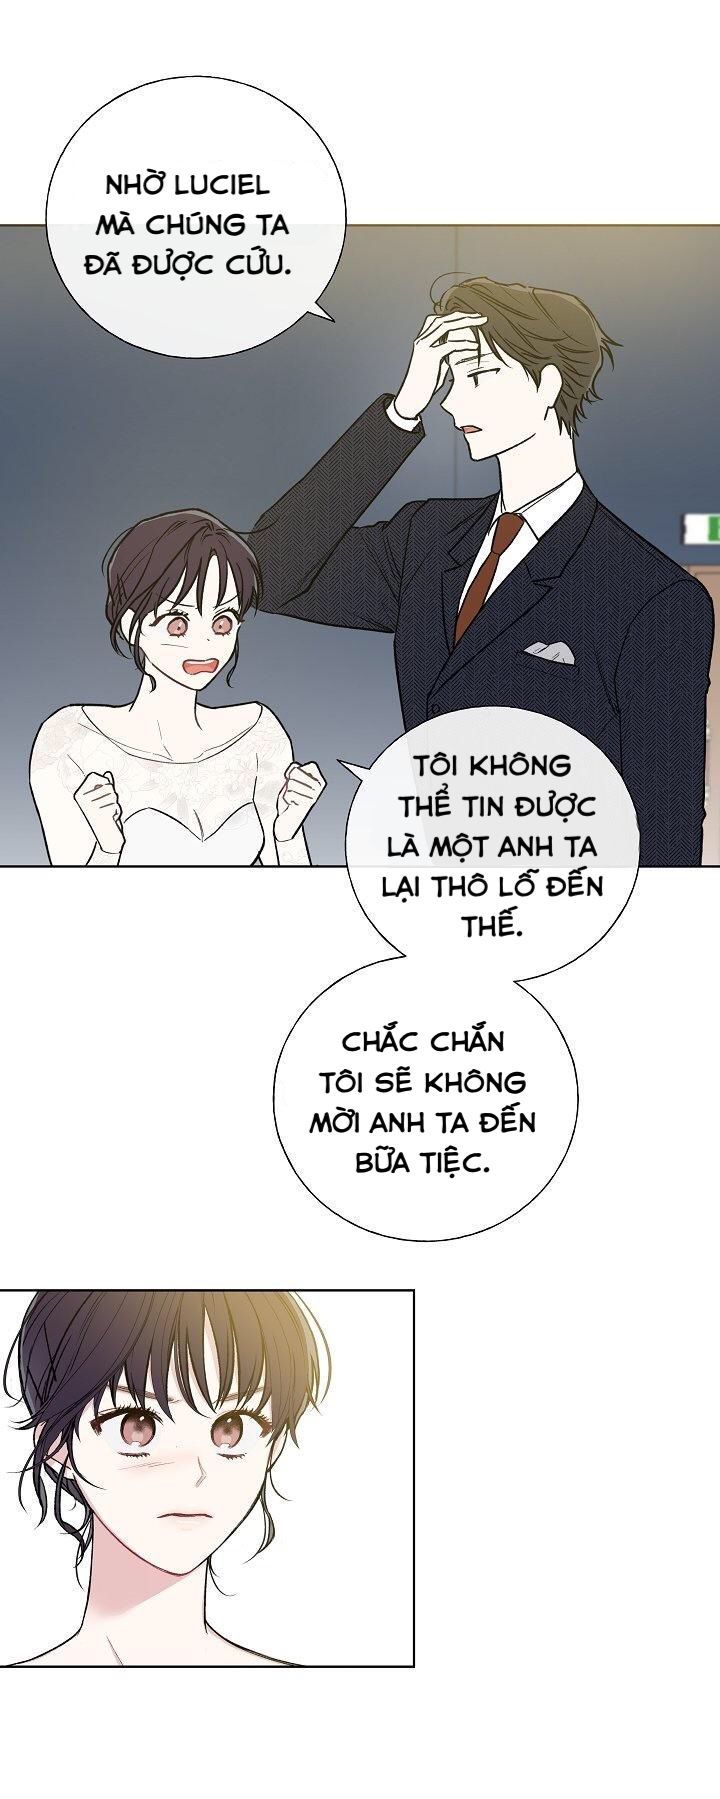 NHỜ LUCIEL
MÀ CHÚNG TA
ĐÃ ĐƯỢC CỨU.
TÔI KHÔNG
THỂ TIN ĐƯỢC
LÀ MỘT ANH TA
LẠI THÔ LỖ ĐẾN
THẾ.
CHẮC CHẮN
TÔI SẼ KHÔNG
MỜI ANH TA ĐẾN
BỮA TIỆC.